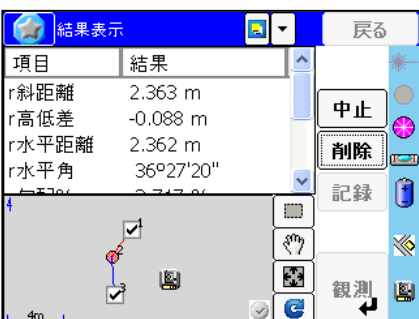 結果表示
戻る
項目 結果
r斜距離 2.363 m
r高低差 -0.088 m
r水平距離 2.362 m
r水平角 36°27'20"
中止
削除
記録
観測
4
1
2
3
4m